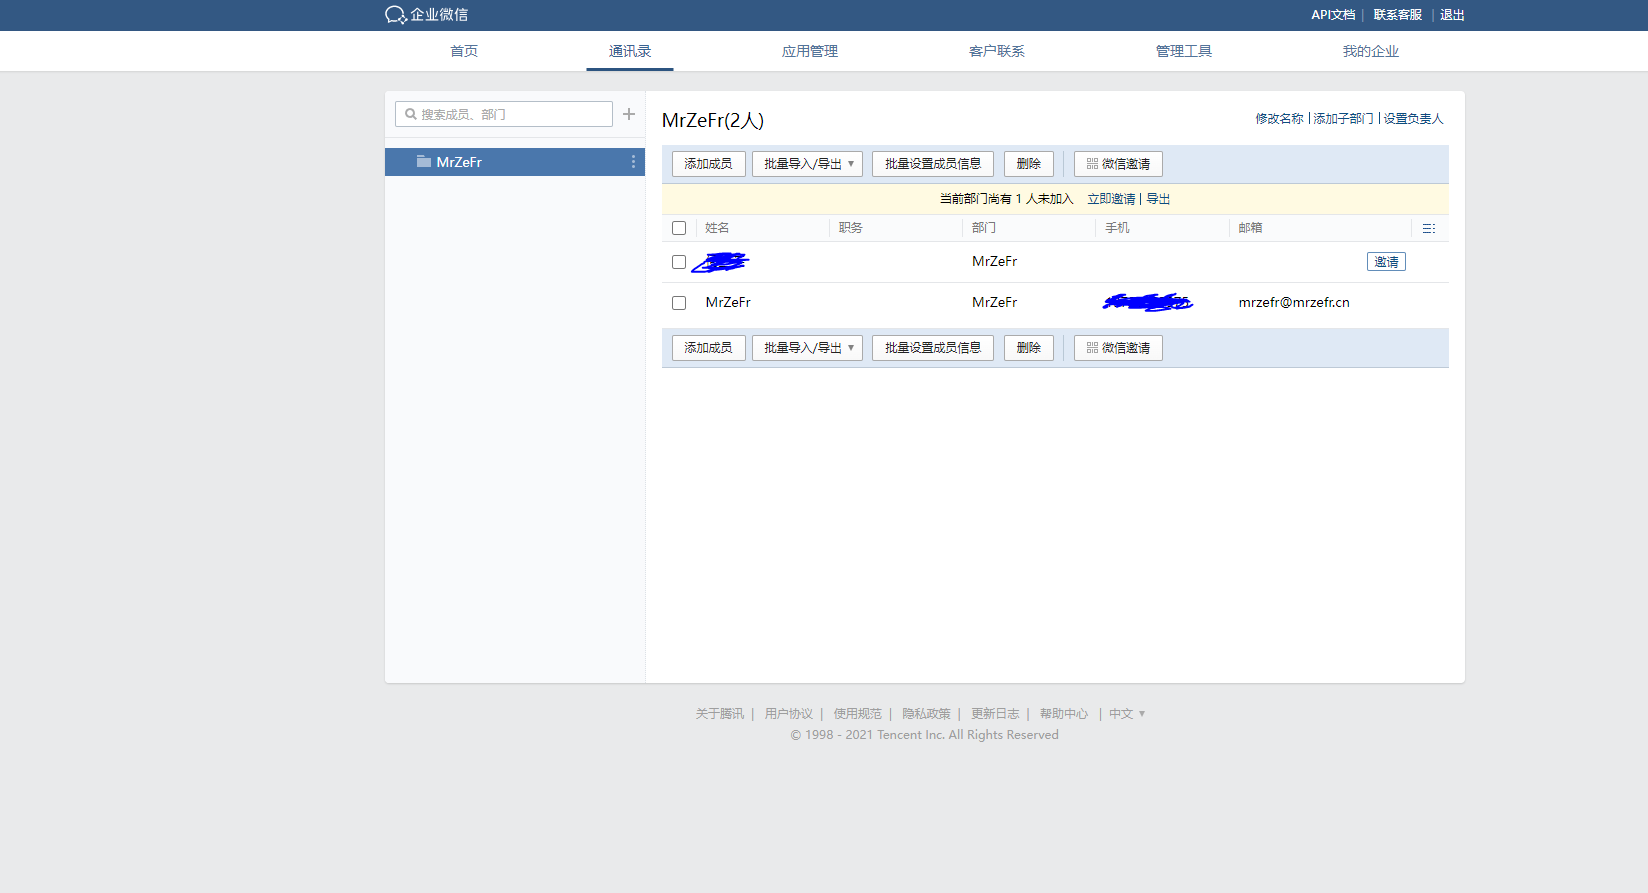 企业微信
API文档 | 联系客服 | 退出
首页 通讯录 应用管理 客户联系 管理工具 我的企业
搜索成员、部门
MrZeFr
MrZeFr(2人)
修改名称 | 添加子部门 | 设置负责人
添加成员 批量导入/导出 批量设置成员信息 删除 微信邀请
当前部门尚有 1 人未加入 立即邀请 | 导出
姓名 职务 部门 手机 邮箱
MrZeFr 邀请
MrZeFr MrZeFr mrzefr@mrzefr.cn
添加成员 批量导入/导出 批量设置成员信息 删除 微信邀请
关于腾讯 | 用户协议 | 使用规范 | 隐私政策 | 更新日志 | 帮助中心 | 中文
© 1998 - 2021 Tencent Inc. All Rights Reserved